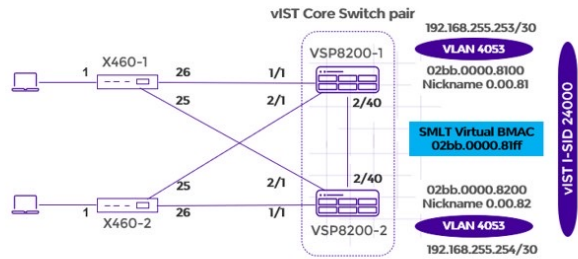 vIST Core Switch pair
192.168.255.253/30
X460-1
VSP8200-1
VLAN 4053
1
26
1/1
02bb.0000.8100
Nickname 0.00.81
25
2/1
2/40
SMLT Virtual BMAC
02bb.0000.81ff
vIST I-SID 24000
25
2/1
2/40
02bb.0000.8200
Nickname 0.00.82
1
26
1/1
X460-2
VSP8200-2
VLAN 4053
192.168.255.254/30